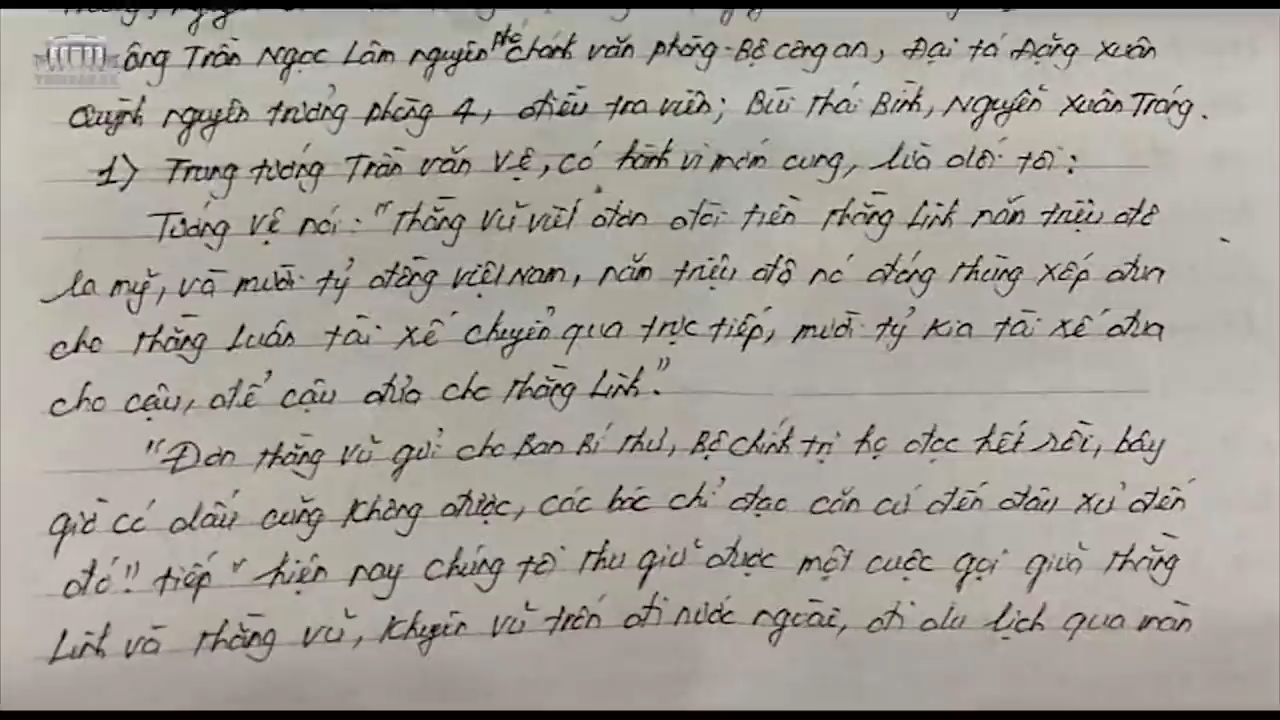 ông Trần Ngọc Lâm nguyên phó chánh văn phòng - Bộ công an, Đại tá Đặng Xuân
Quỳnh nguyên trưởng phòng 4, điều tra viên; Bùi Thái Bình, Nguyễn Xuân Tráng.
1) Trung tướng Trần văn Vệ, có hành vi mớm cung, lừa dối tôi:
Tướng Vệ nói: "thằng Vũ viết đơn đòi tiền thằng Linh năm triệu đô
la mỹ, và mười tỷ đồng việt Nam, năm triệu đô nó đóng thùng xếp đưa
cho thằng Luân tài xế chuyển qua trực tiếp, mười tỷ kia tài xế đưa
cho cậu, để cậu đưa cho thằng Linh."
"Đơn thằng Vũ gửi cho Ban Bí thư, Bộ chính trị họ đọc hết rồi, bây
giờ có dấu cũng không được, các bác chỉ đạo căn cứ đến đâu xử đến
đó" tiếp "hiện nay chúng tôi thu giữ được một cuộc gọi giữa thằng
Linh và thằng vũ, khuyên vũ trốn đi nước ngoài, đi du lịch qua màn